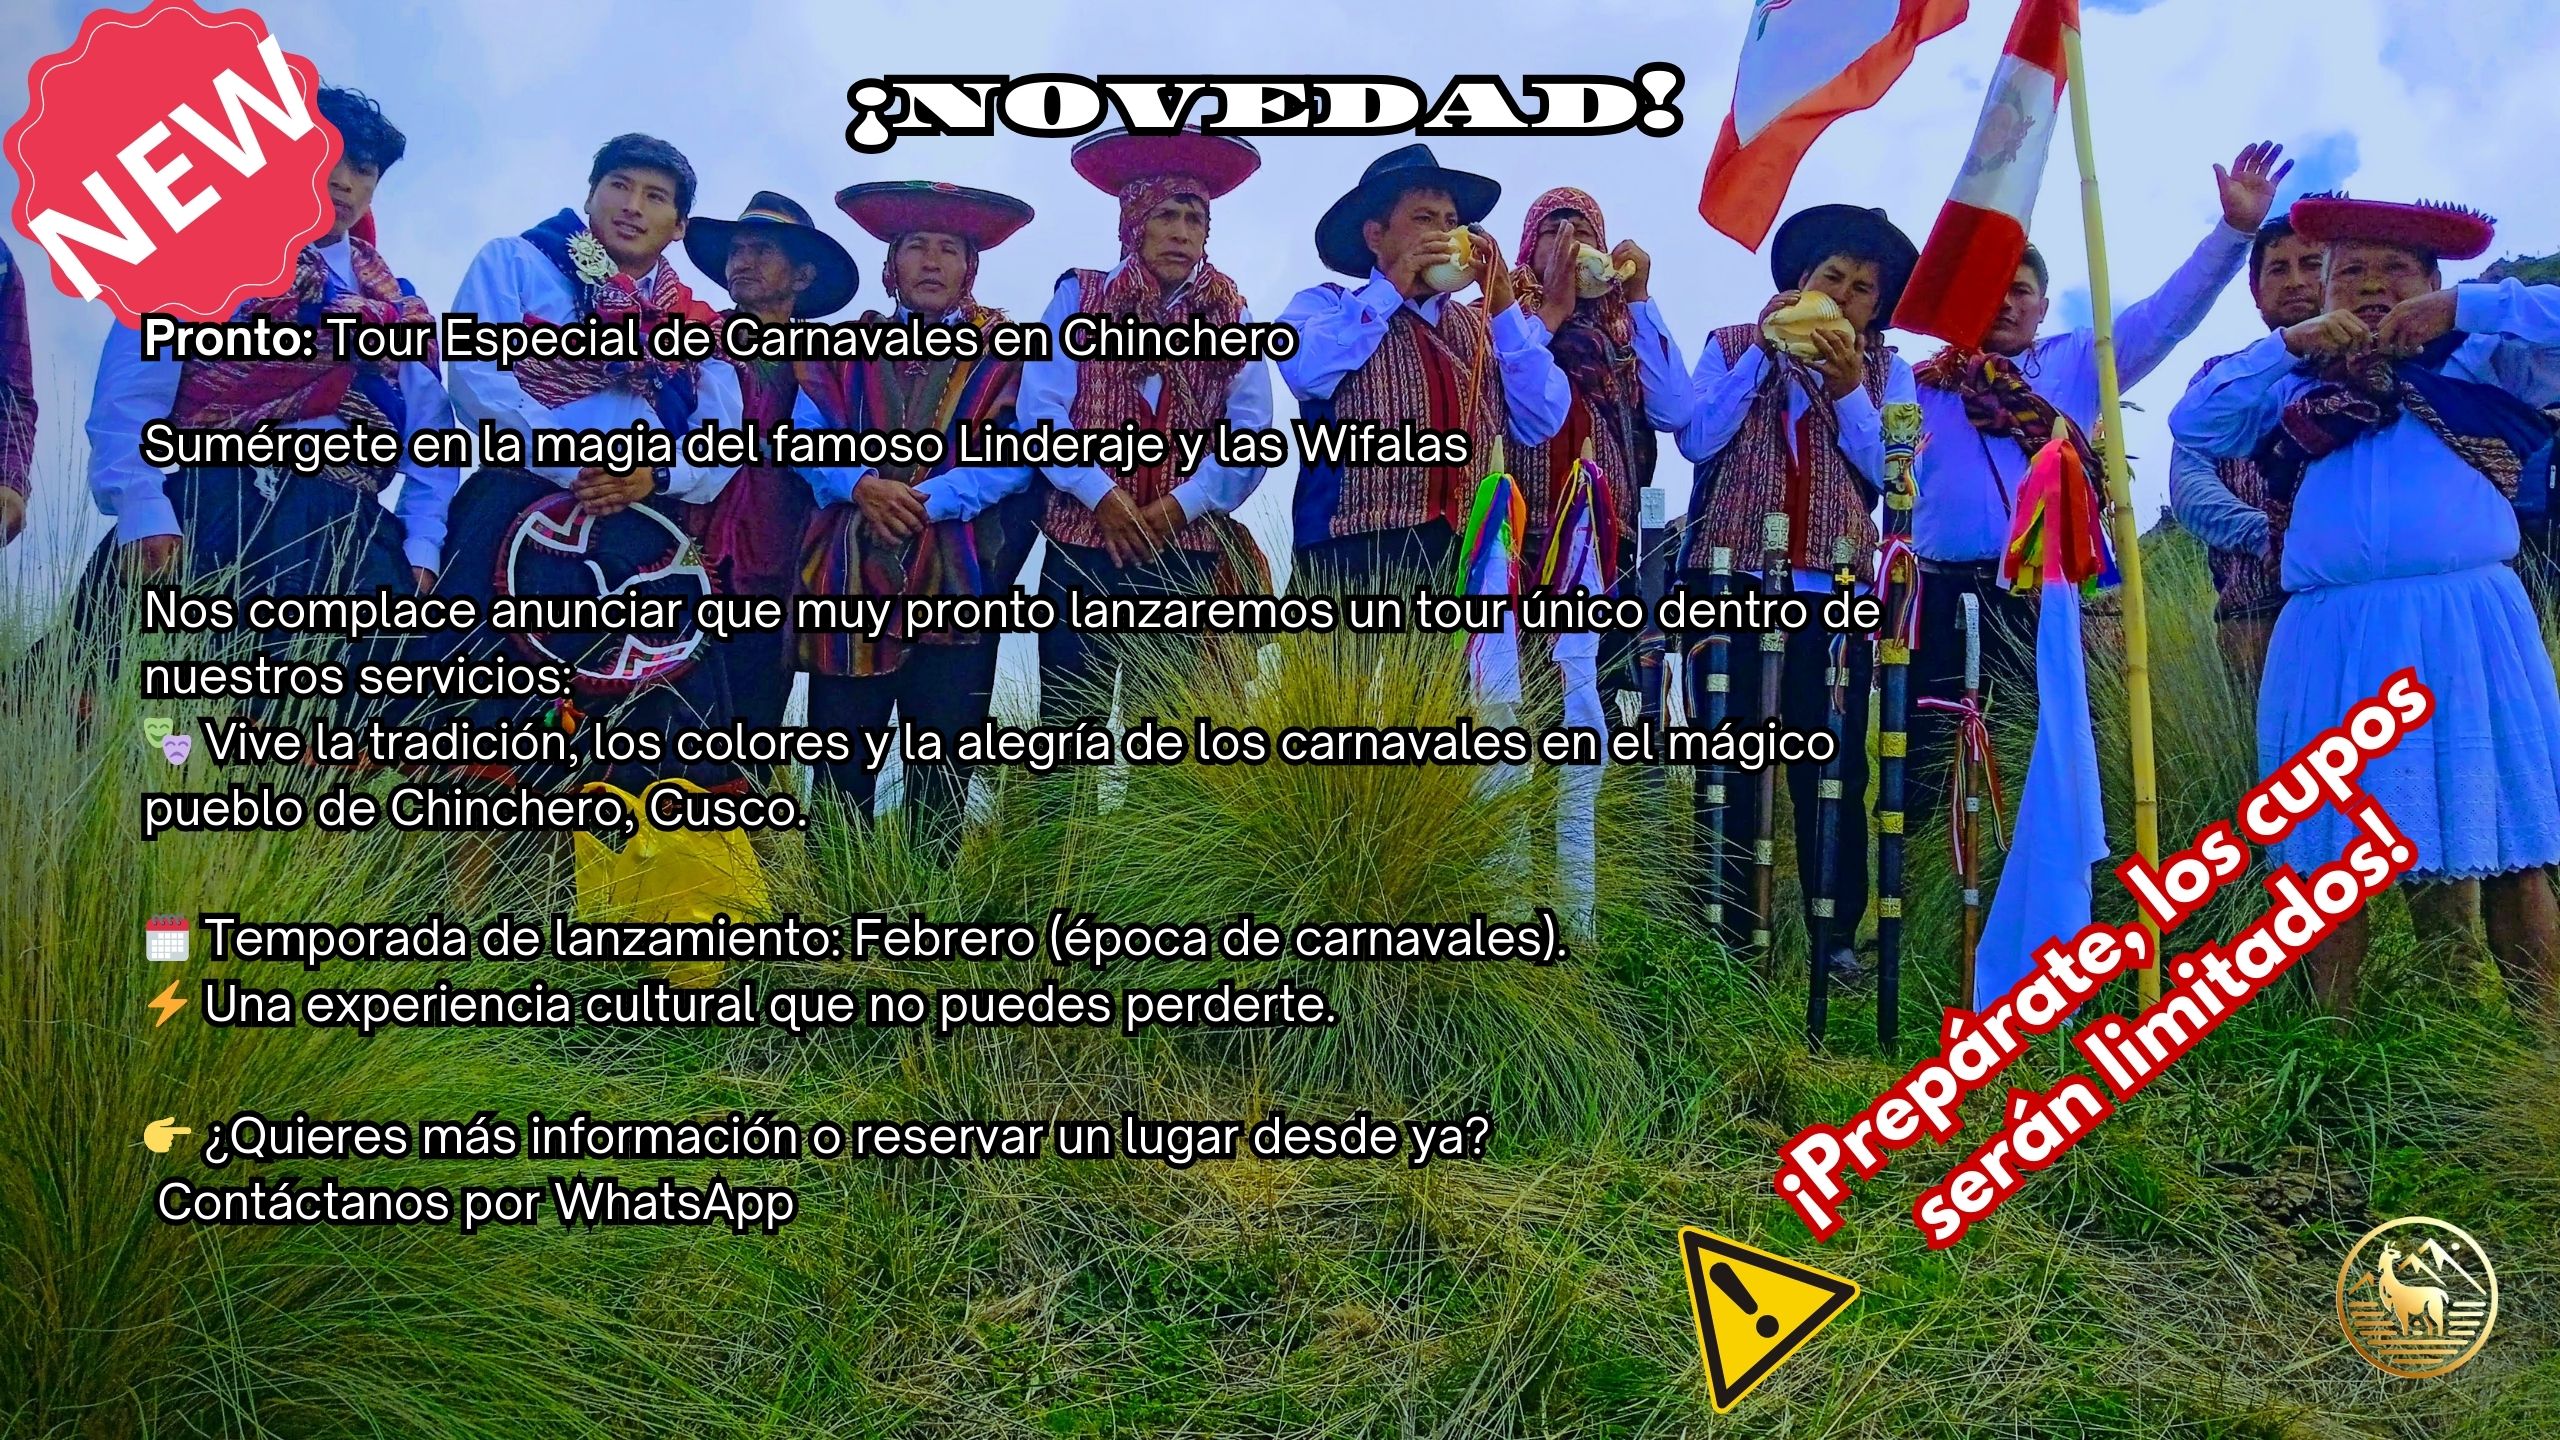 NEW
¡NOVEDAD!
Pronto: Tour Especial de Carnavales en Chinchero
Sumérgete en la magia del famoso Linderaje y las Wifalas
Nos complace anunciar que muy pronto lanzaremos un tour único dentro de
nuestros servicios:
🎭 Vive la tradición, los colores y la alegría de los carnavales en el mágico
pueblo de Chinchero, Cusco.
📅 Temporada de lanzamiento: Febrero (época de carnavales).
⚡ Una experiencia cultural que no puedes perderte.
👉 ¿Quieres más información o reservar un lugar desde ya?
Contáctanos por WhatsApp
¡Prepárate, los cupos
serán limitados!